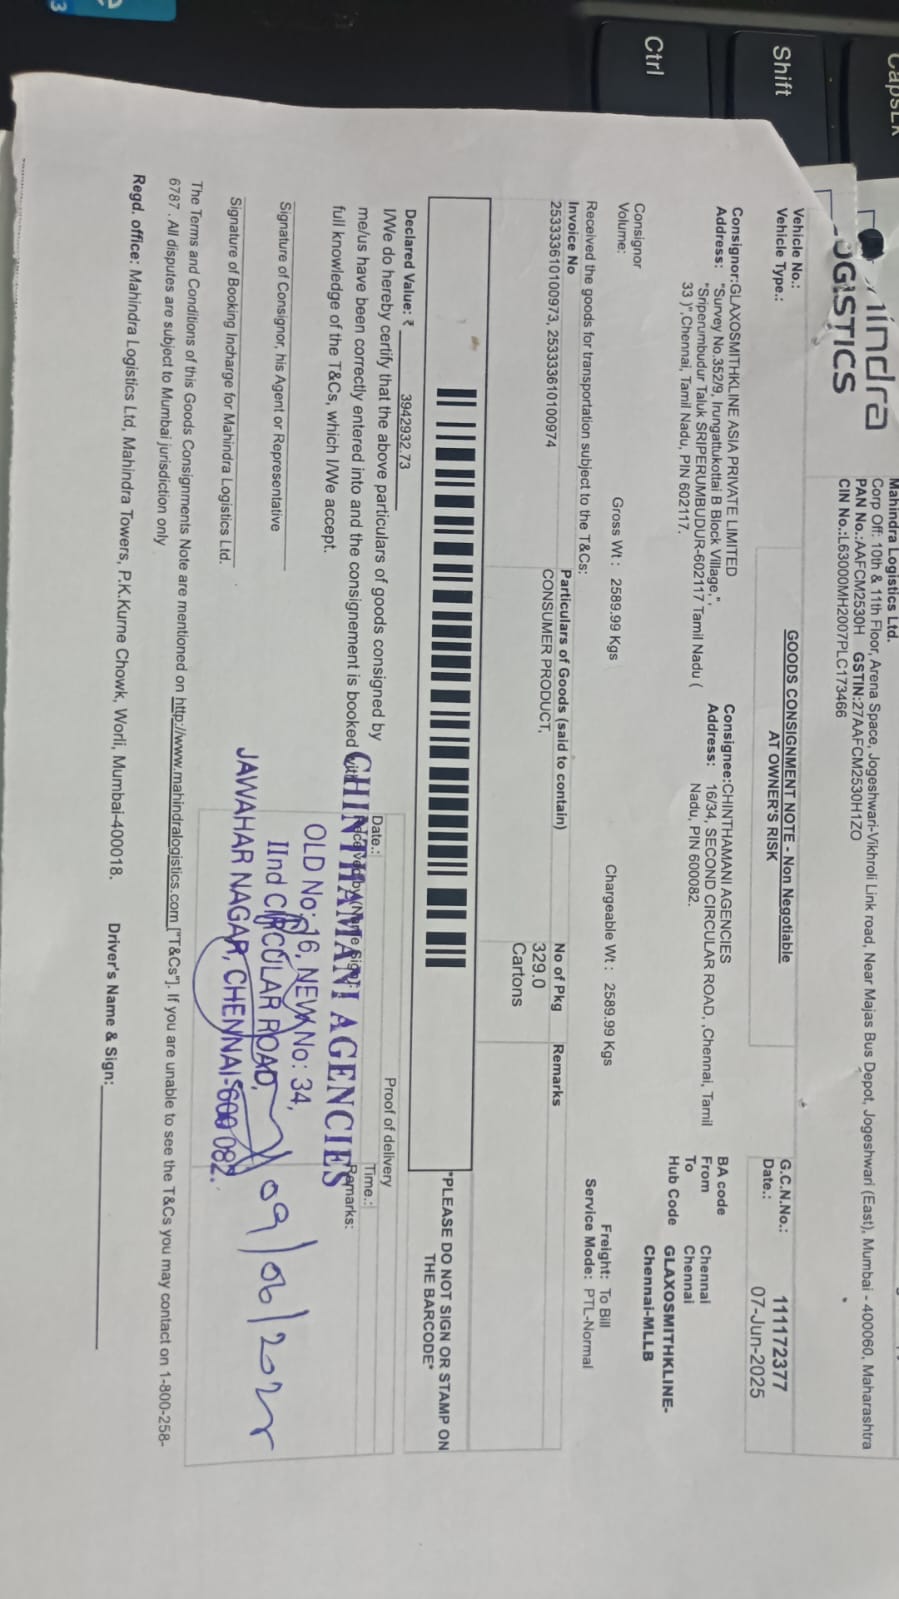 Mahindra Logistics Ltd.
Corp Off: 10th & 11th Floor, Arena Space, Jogeshwari-Vikhroli Link road, Near Majas Bus Depot, Jogeshwari (East), Mumbai - 400060, Maharashtra
PAN No.:AAFCM2530H GSTIN:27AAFCM2530H1ZO
CIN No.:L63000MH2007PLC173466
indra
OGISTICS
Vehicle No.:
Vehicle Type.:
GOODS CONSIGNMENT NOTE - Non Negotiable
AT OWNER'S RISK
G.C.N.No.: 111172377
Date.: 07-Jun-2025
Consignor:GLAXOSMITHKLINE ASIA PRIVATE LIMITED
Address: "Survey No.352/9, Irungattukottai B Block Village,",
"Sriperumbudur Taluk SRIPERUMBUDUR-602117 Tamil Nadu (
33 )",Chennai, Tamil Nadu, PIN 602117.
Consignee:CHINTHAMANI AGENCIES
Address: 16/34, SECOND CIRCULAR ROAD, ,Chennai, Tamil
Nadu, PIN 600082.
BA code
From Chennai
To Chennai
Hub Code GLAXOSMITHKLINE-
Chennai-MLLB
Consignor
Volume:
Gross Wt : 2589.99 Kgs
Chargeable Wt : 2589.99 Kgs
Freight: To Bill
Service Mode: PTL-Normal
Received the goods for transportation subject to the T&Cs:
Invoice No Particulars of Goods (said to contain) No of Pkg Remarks
253333610100973, 253333610100974 CONSUMER PRODUCT, 329.0
Cartons
*PLEASE DO NOT SIGN OR STAMP ON
THE BARCODE*
Declared Value: ₹ 3942932.73
I/We do hereby certify that the above particulars of goods consigned by
me/us have been correctly entered into and the consignement is booked with
full knowledge of the T&Cs, which I/We accept.
Proof of delivery
Date.: Time.:
Remarks:
CHINTHAMANI AGENCIES
OLD No: 16, NEW No: 34,
IInd CIRCULAR ROAD,
JAWAHAR NAGAR, CHENNAI-600 082.
Signature of Consignor, his Agent or Representative
Signature of Booking Incharge for Mahindra Logistics Ltd.
The Terms and Conditions of this Goods Consignments Note are mentioned on http://www.mahindralogistics.com ["T&Cs"]. If you are unable to see the T&Cs you may contact on 1-800-258-
6787 . All disputes are subject to Mumbai jurisdiction only
Regd. office: Mahindra Logistics Ltd, Mahindra Towers, P.K.Kurne Chowk, Worli, Mumbai-400018.
Driver's Name & Sign:
Shift
Ctrl